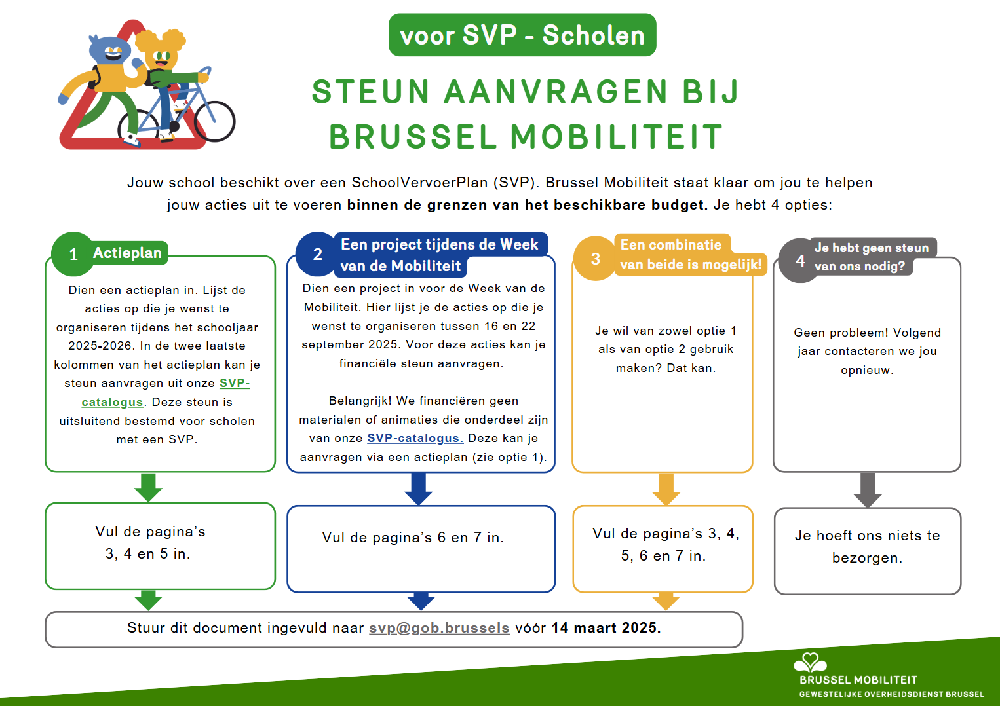 voor SVP - Scholen
STEUN AANVRAGEN BIJ
BRUSSEL MOBILITEIT
Jouw school beschikt over een SchoolVervoerPlan (SVP). Brussel Mobiliteit staat klaar om jou te helpen
jouw acties uit te voeren binnen de grenzen van het beschikbare budget. Je hebt 4 opties:
1 Actieplan
Dien een actieplan in. Lijst de
acties op die je wenst te
organiseren tijdens het schooljaar
2025-2026. In de twee laatste
kolommen van het actieplan kan je
steun aanvragen uit onze SVP-
catalogus. Deze steun is
uitsluitend bestemd voor scholen
met een SVP.
Vul de pagina's
3, 4 en 5 in.
2 Een project tijdens de Week
van de Mobiliteit
Dien een project in voor de Week van de
Mobiliteit. Hier lijst je de acties op die je
wenst te organiseren tussen 16 en 22
september 2025. Voor deze acties kan je
financiële steun aanvragen.
Belangrijk! We financiëren geen
materialen of animaties die onderdeel zijn
van onze SVP-catalogus. Deze kan je
aanvragen via een actieplan (zie optie 1).
Vul de pagina's 6 en 7 in.
3 Een combinatie
van beide is mogelijk!
Je wil van zowel optie 1
als van optie 2 gebruik
maken? Dat kan.
Vul de pagina's 3, 4,
5, 6 en 7 in.
4 Je hebt geen steun
van ons nodig?
Geen probleem! Volgend
jaar contacteren we jou
opnieuw.
Je hoeft ons niets te
bezorgen.
Stuur dit document ingevuld naar svp@gob.brussels vóór 14 maart 2025.
BRUSSEL MOBILITEIT
GEWESTELIJKE OVERHEIDSDIENST BRUSSEL